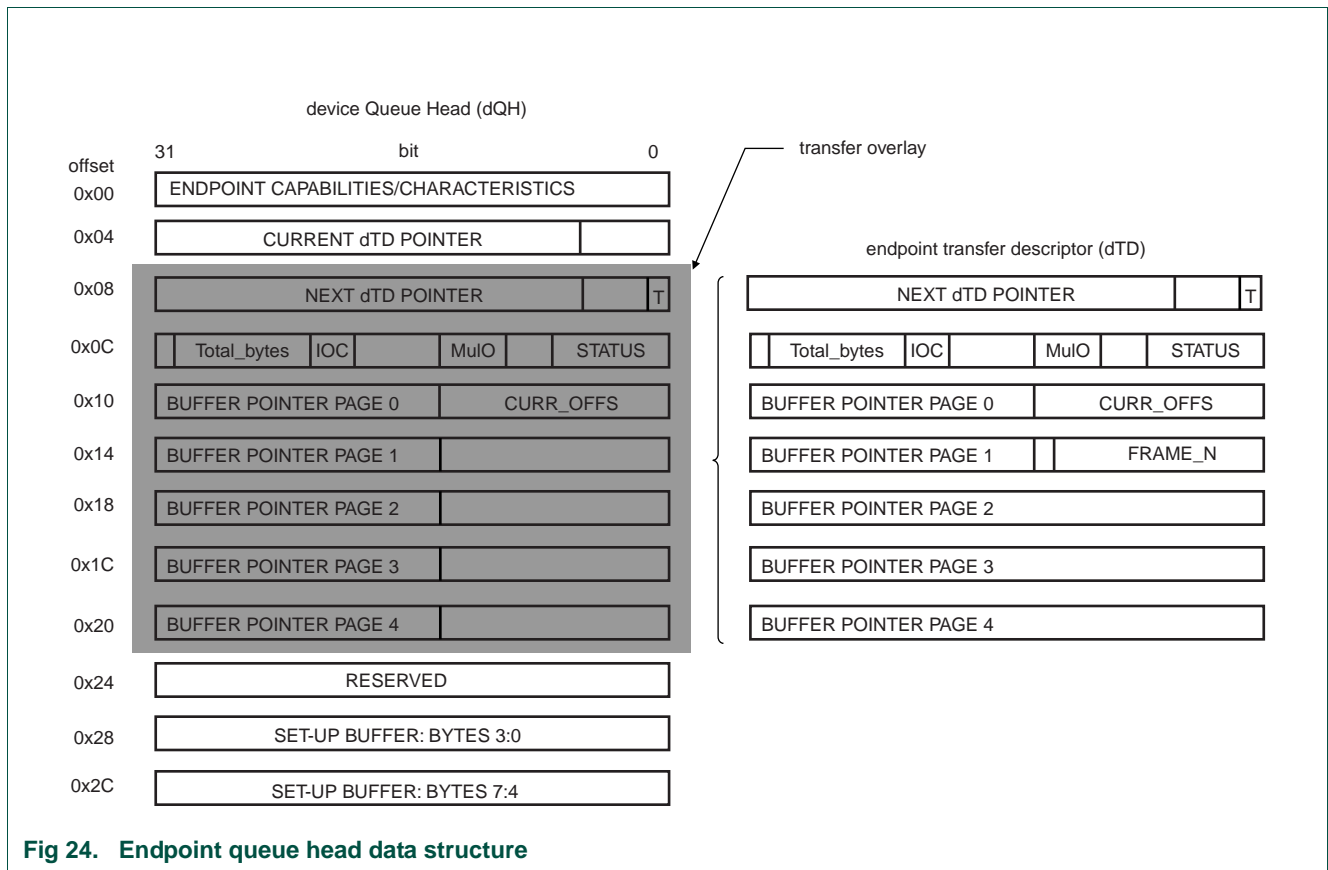 device Queue Head (dQH)
31 bit 0
transfer overlay
offset
0x00 ENDPOINT CAPABILITIES/CHARACTERISTICS
0x04 CURRENT dTD POINTER
endpoint transfer descriptor (dTD)
0x08 NEXT dTD POINTER T NEXT dTD POINTER T
0x0C Total_bytes IOC MulO STATUS Total_bytes IOC MulO STATUS
0x10 BUFFER POINTER PAGE 0 CURR_OFFS BUFFER POINTER PAGE 0 CURR_OFFS
0x14 BUFFER POINTER PAGE 1 BUFFER POINTER PAGE 1 FRAME_N
0x18 BUFFER POINTER PAGE 2 BUFFER POINTER PAGE 2
0x1C BUFFER POINTER PAGE 3 BUFFER POINTER PAGE 3
0x20 BUFFER POINTER PAGE 4 BUFFER POINTER PAGE 4
0x24 RESERVED
0x28 SET-UP BUFFER: BYTES 3:0
0x2C SET-UP BUFFER: BYTES 7:4
Fig 24. Endpoint queue head data structure